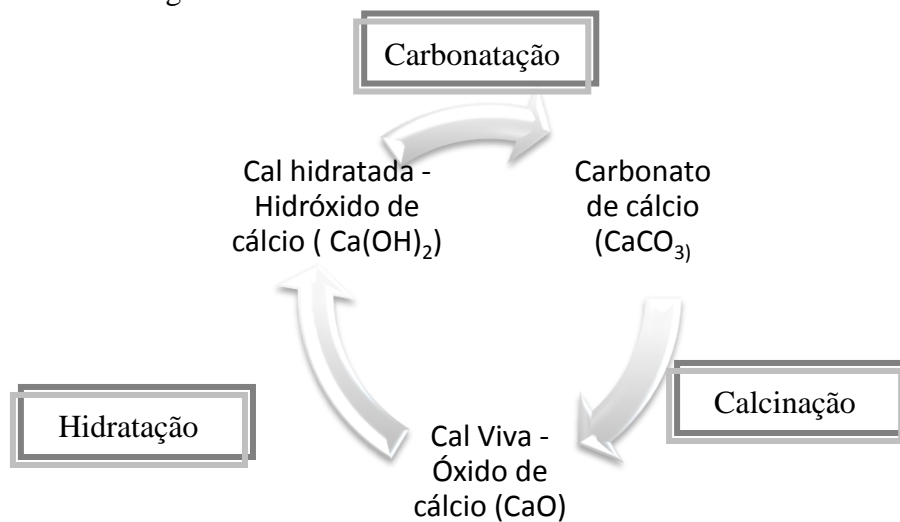 Carbonatação
Cal hidratada -
Hidróxido de
cálcio ( Ca(OH)₂)
Carbonato
de cálcio
(CaCO₃₎
Calcinação
Hidratação
Cal Viva -
Óxido de
cálcio (CaO)